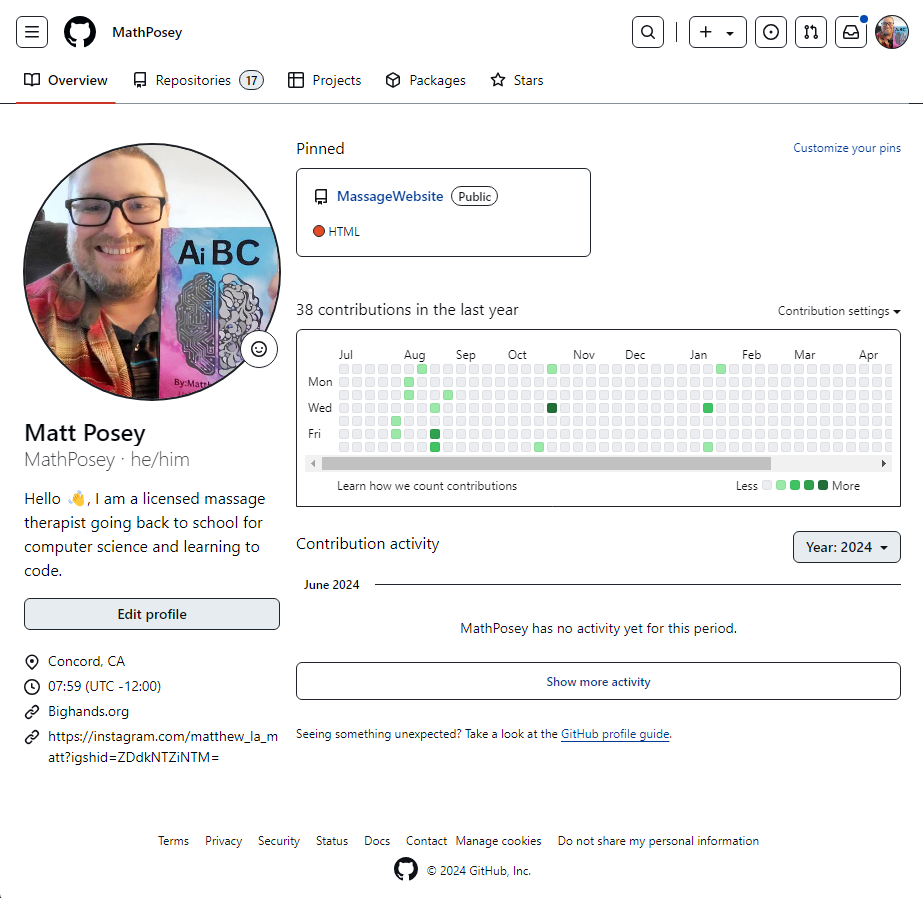 MathPosey
Overview
Repositories 17
Projects
Packages
Stars
Pinned
Customize your pins
MassageWebsite Public
HTML
Ai BC
38 contributions in the last year
Contribution settings
Jul Aug Sep Oct Nov Dec Jan Feb Mar Apr
Mon
Wed
Fri
Learn how we count contributions
Less More
Matt Posey
MathPosey · he/him
Hello 👋, I am a licensed massage
therapist going back to school for
computer science and learning to
code.
Edit profile
Concord, CA
07:59 (UTC -12:00)
Bighands.org
https://instagram.com/matthew_la_m
att?igshid=ZDdkNTZiNTM=
Contribution activity
Year: 2024
June 2024
MathPosey has no activity yet for this period.
Show more activity
Seeing something unexpected? Take a look at the GitHub profile guide.
Terms Privacy Security Status Docs Contact Manage cookies Do not share my personal information
© 2024 GitHub, Inc.